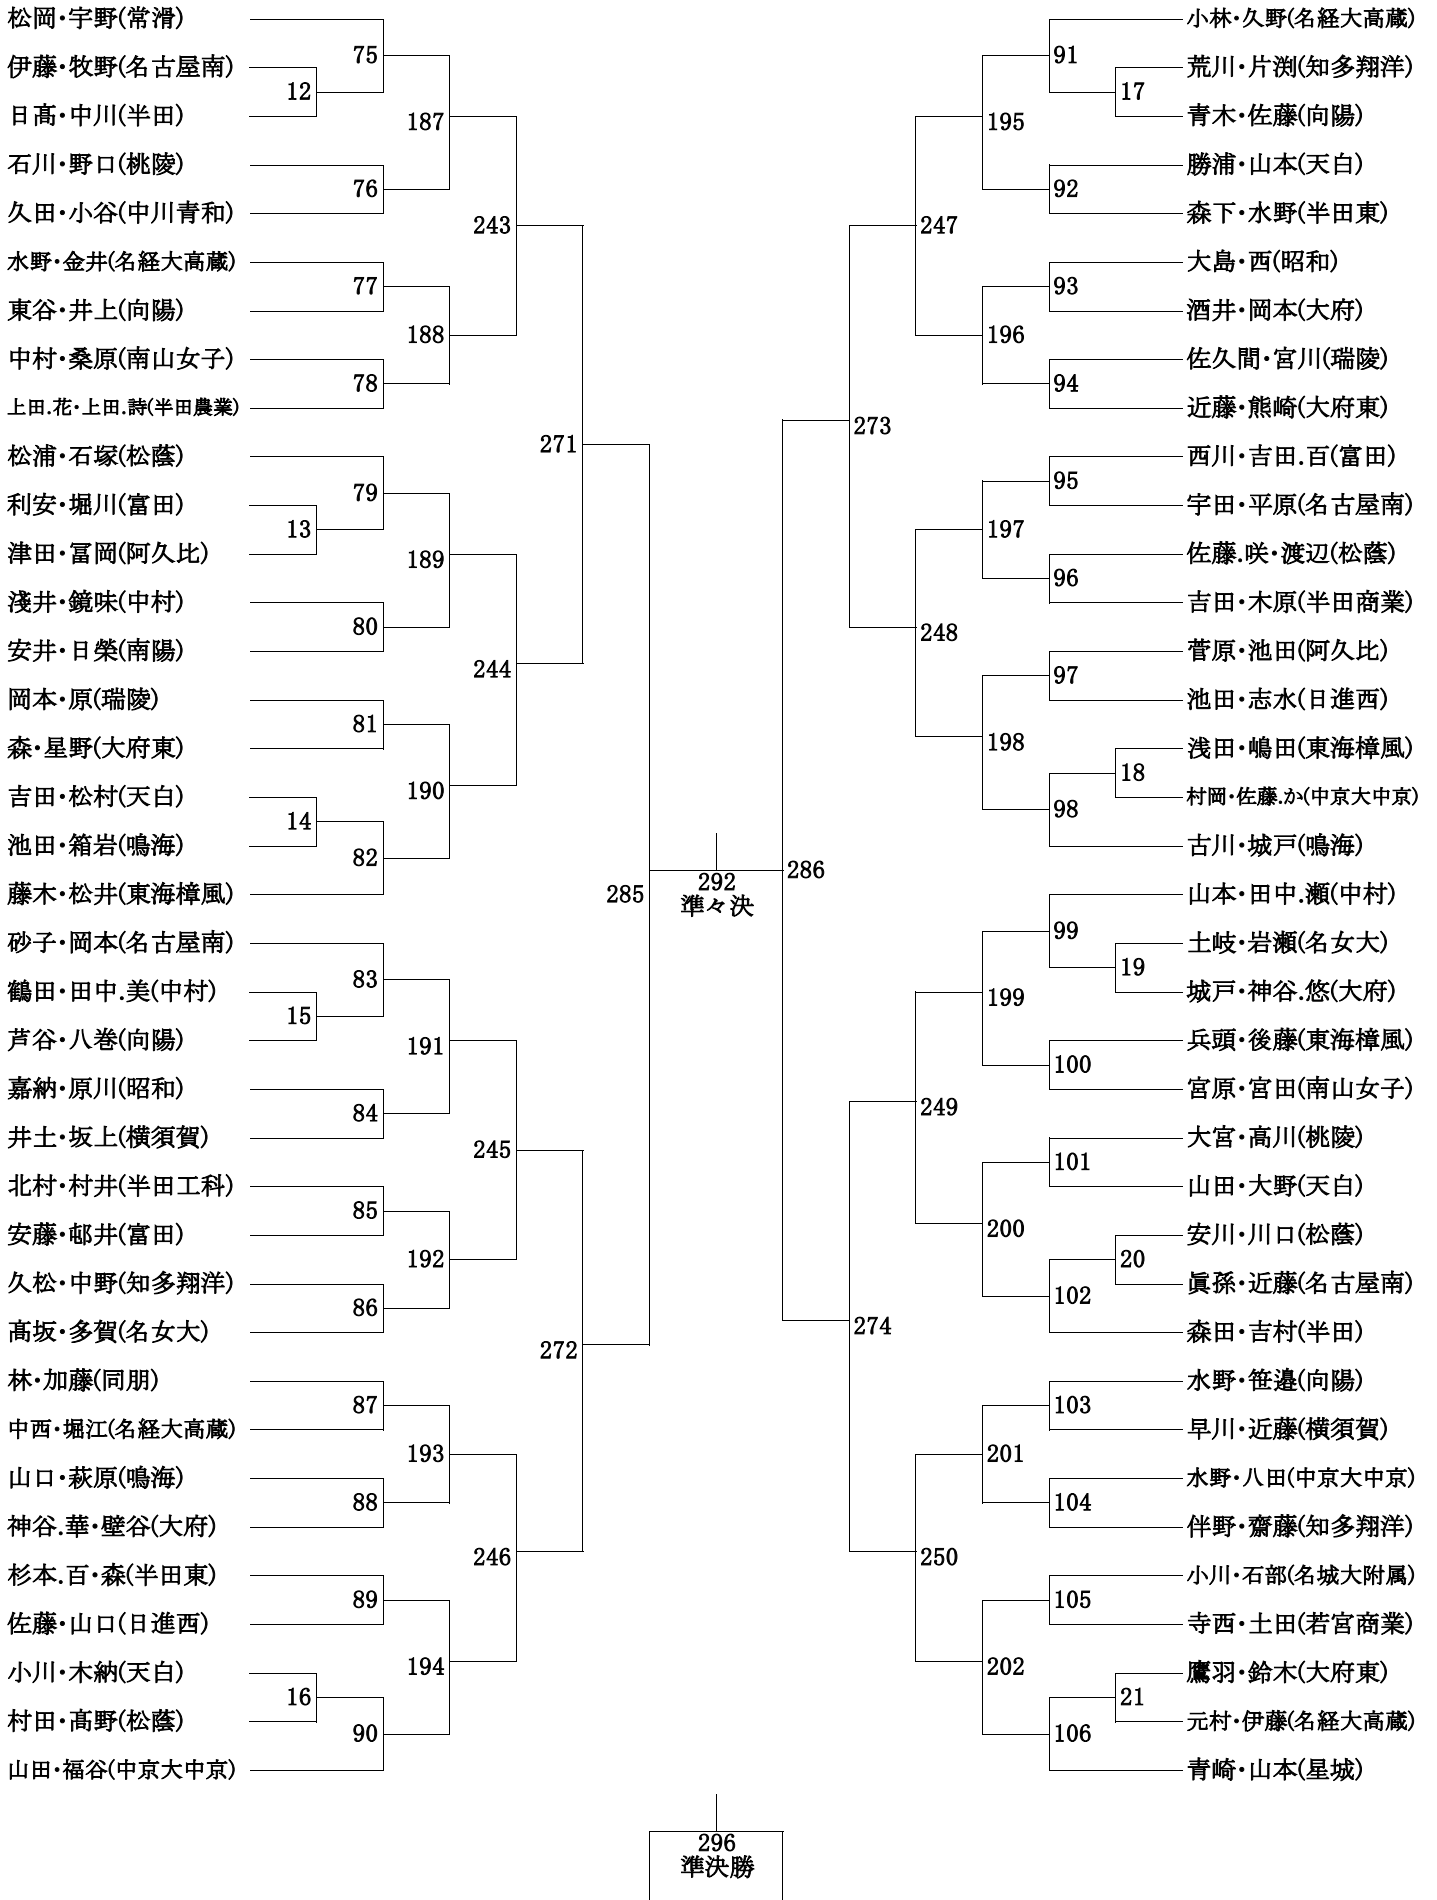 松岡・宇野(常滑)
伊藤・牧野(名古屋南)
日髙・中川(半田)
石川・野口(桃陵)
久田・小谷(中川青和)
水野・金井(名経大高蔵)
東谷・井上(向陽)
中村・桑原(南山女子)
上田.花・上田.詩(半田農業)
松浦・石塚(松蔭)
利安・堀川(富田)
津田・冨岡(阿久比)
淺井・鏡味(中村)
安井・日榮(南陽)
岡本・原(瑞陵)
森・星野(大府東)
吉田・松村(天白)
池田・箱岩(鳴海)
藤木・松井(東海樟風)
砂子・岡本(名古屋南)
鶴田・田中.美(中村)
芦谷・八巻(向陽)
嘉納・原川(昭和)
井土・坂上(横須賀)
北村・村井(半田工科)
安藤・邨井(富田)
久松・中野(知多翔洋)
髙坂・多賀(名女大)
林・加藤(同朋)
中西・堀江(名経大高蔵)
山口・萩原(鳴海)
神谷.華・壁谷(大府)
杉本.百・森(半田東)
佐藤・山口(日進西)
小川・木納(天白)
村田・髙野(松蔭)
山田・福谷(中京大中京)
12
13
14
15
16
75
76
77
78
79
80
81
82
83
84
85
86
87
88
89
90
187
188
189
190
191
192
193
194
243
244
245
246
271
272
285
292
準々決
296
準決勝
286
273
274
247
248
249
250
195
196
197
198
199
200
201
202
91
92
93
94
95
96
97
98
99
100
101
102
103
104
105
106
17
18
19
20
21
小林・久野(名経大高蔵)
荒川・片渕(知多翔洋)
青木・佐藤(向陽)
勝浦・山本(天白)
森下・水野(半田東)
大島・西(昭和)
酒井・岡本(大府)
佐久間・宮川(瑞陵)
近藤・熊崎(大府東)
西川・吉田.百(富田)
宇田・平原(名古屋南)
佐藤.咲・渡辺(松蔭)
吉田・木原(半田商業)
菅原・池田(阿久比)
池田・志水(日進西)
浅田・嶋田(東海樟風)
村岡・佐藤.か(中京大中京)
古川・城戸(鳴海)
山本・田中.瀬(中村)
土岐・岩瀬(名女大)
城戸・神谷.悠(大府)
兵頭・後藤(東海樟風)
宮原・宮田(南山女子)
大宮・高川(桃陵)
山田・大野(天白)
安川・川口(松蔭)
眞孫・近藤(名古屋南)
森田・吉村(半田)
水野・笹邉(向陽)
早川・近藤(横須賀)
水野・八田(中京大中京)
伴野・齋藤(知多翔洋)
小川・石部(名城大附属)
寺西・土田(若宮商業)
鷹羽・鈴木(大府東)
元村・伊藤(名経大高蔵)
青崎・山本(星城)